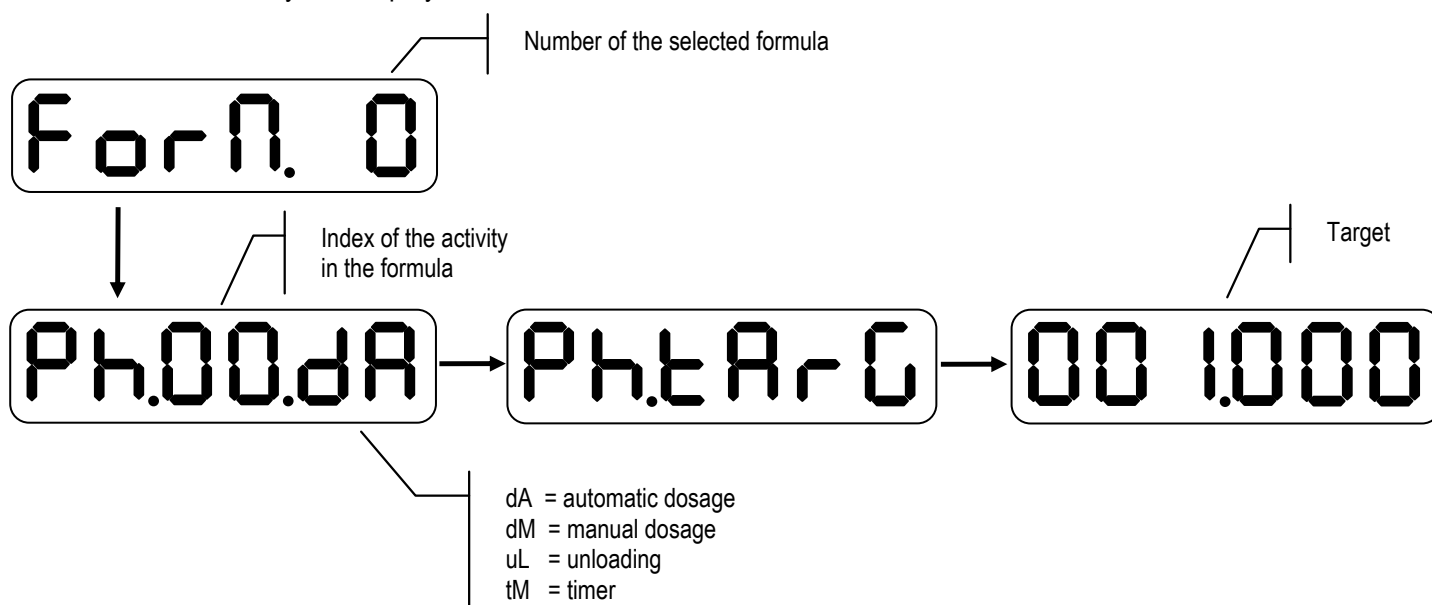 Number of the selected formula
ForM. 0
Index of the activity
in the formula
Target
Ph.00.dA
Ph.tArG
001.000
dA = automatic dosage
dM = manual dosage
uL = unloading
tM = timer